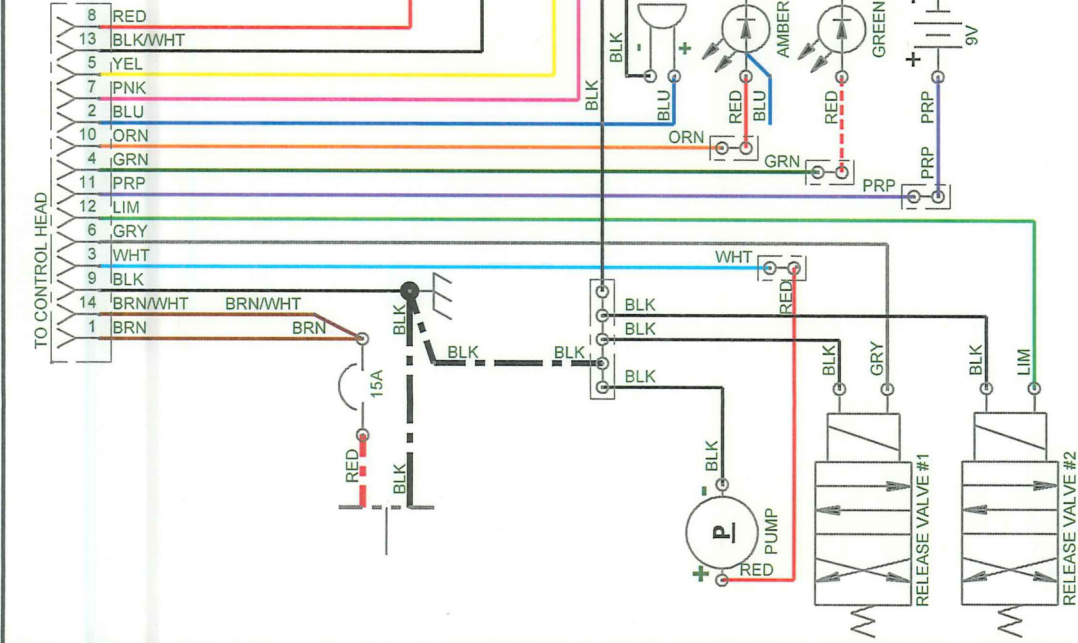 8 RED
13 BLK/WHT
5 YEL
7 PNK
2 BLU
10 ORN
4 GRN
11 PRP
12 LIM
6 GRY
3 WHT
9 BLK
14 BRN/WHT BRN/WHT
1 BRN BRN
TO CONTROL HEAD
15A
RED
BLK
BLK
BLK
BLK
BLK
BLK
-
+
BLU
AMBER
RED
BLU
ORN
GREEN
RED
GRN
+
9V
PRP
PRP
PRP
WHT
RED
BLK
BLK
BLK
BLK
-
P
PUMP
+
RED
BLK
GRY
RELEASE VALVE #1
BLK
LIM
RELEASE VALVE #2